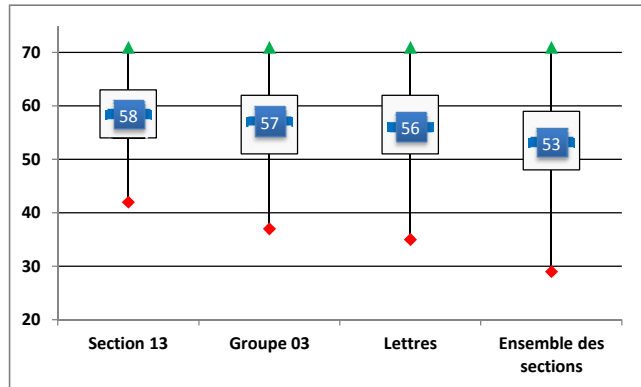 70
60
50
40
30
20
58
57
56
53
Section 13
Groupe 03
Lettres
Ensemble des
sections